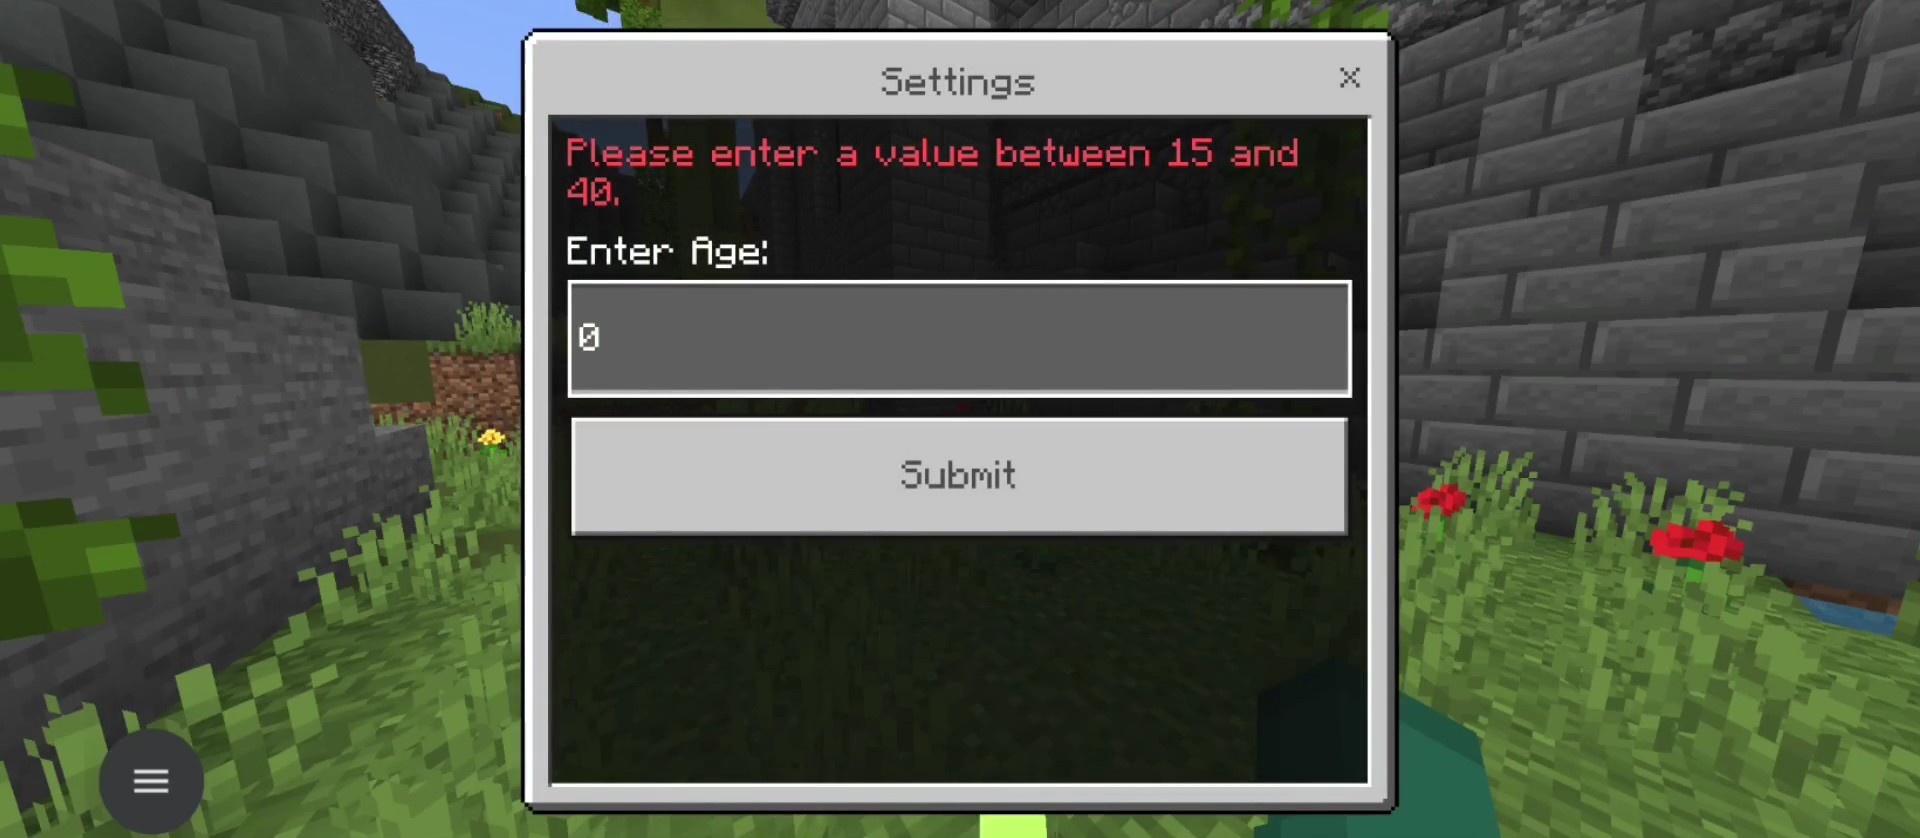 Settings
Please enter a value between 15 and
40.
Enter Age:
0
Submit